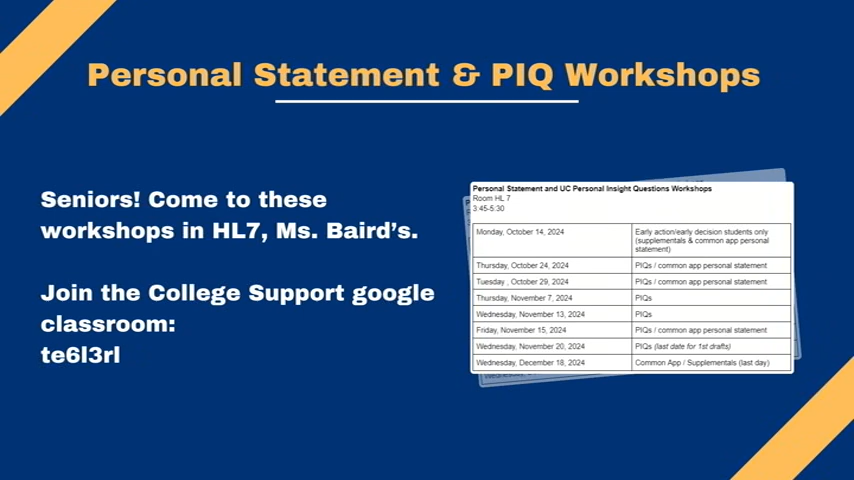 Personal Statement & PIQ Workshops
Seniors! Come to these
workshops in HL7, Ms. Baird's.
Join the College Support google
classroom:
te6l3rl
Personal Statement and UC Personal Insight Questions Workshops
Room HL 7
3:45-5:30
Monday, October 14, 2024
Early action/early decision students only
(supplementals & common app personal
statement)
Thursday, October 24, 2024
PIQs / common app personal statement
Tuesday , October 29, 2024
PIQs / common app personal statement
Thursday, November 7, 2024
PIQs
Wednesday, November 13, 2024
PIQs
Friday, November 15, 2024
PIQs / common app personal statement
Wednesday, November 20, 2024
PIQs (last date for 1st drafts)
Wednesday, December 18, 2024
Common App / Supplementals (last day)